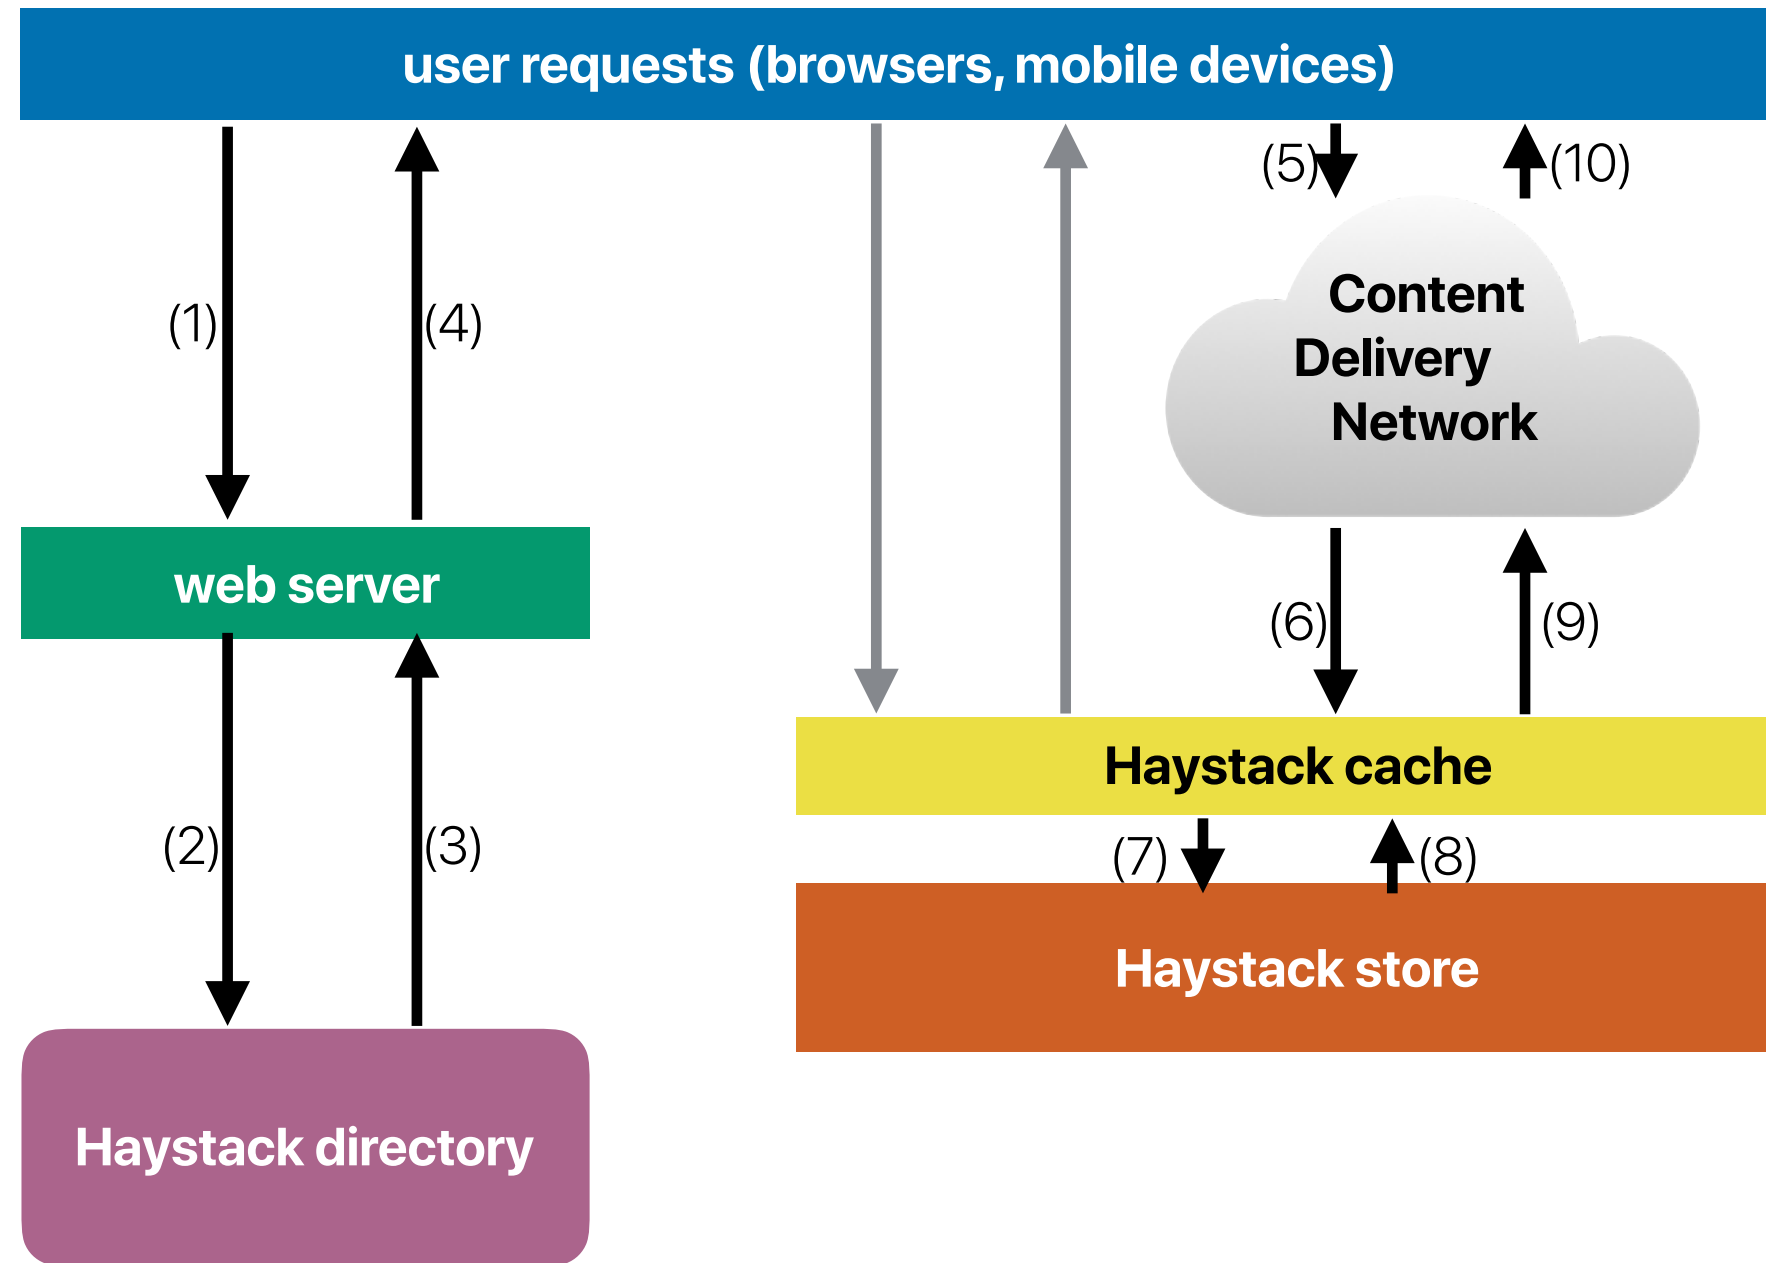 user requests (browsers, mobile devices)
(5)
(10)
Content
Delivery
Network
(1)
(4)
web server
(6)
(9)
Haystack cache
(2)
(3)
(7)
(8)
Haystack store
Haystack directory